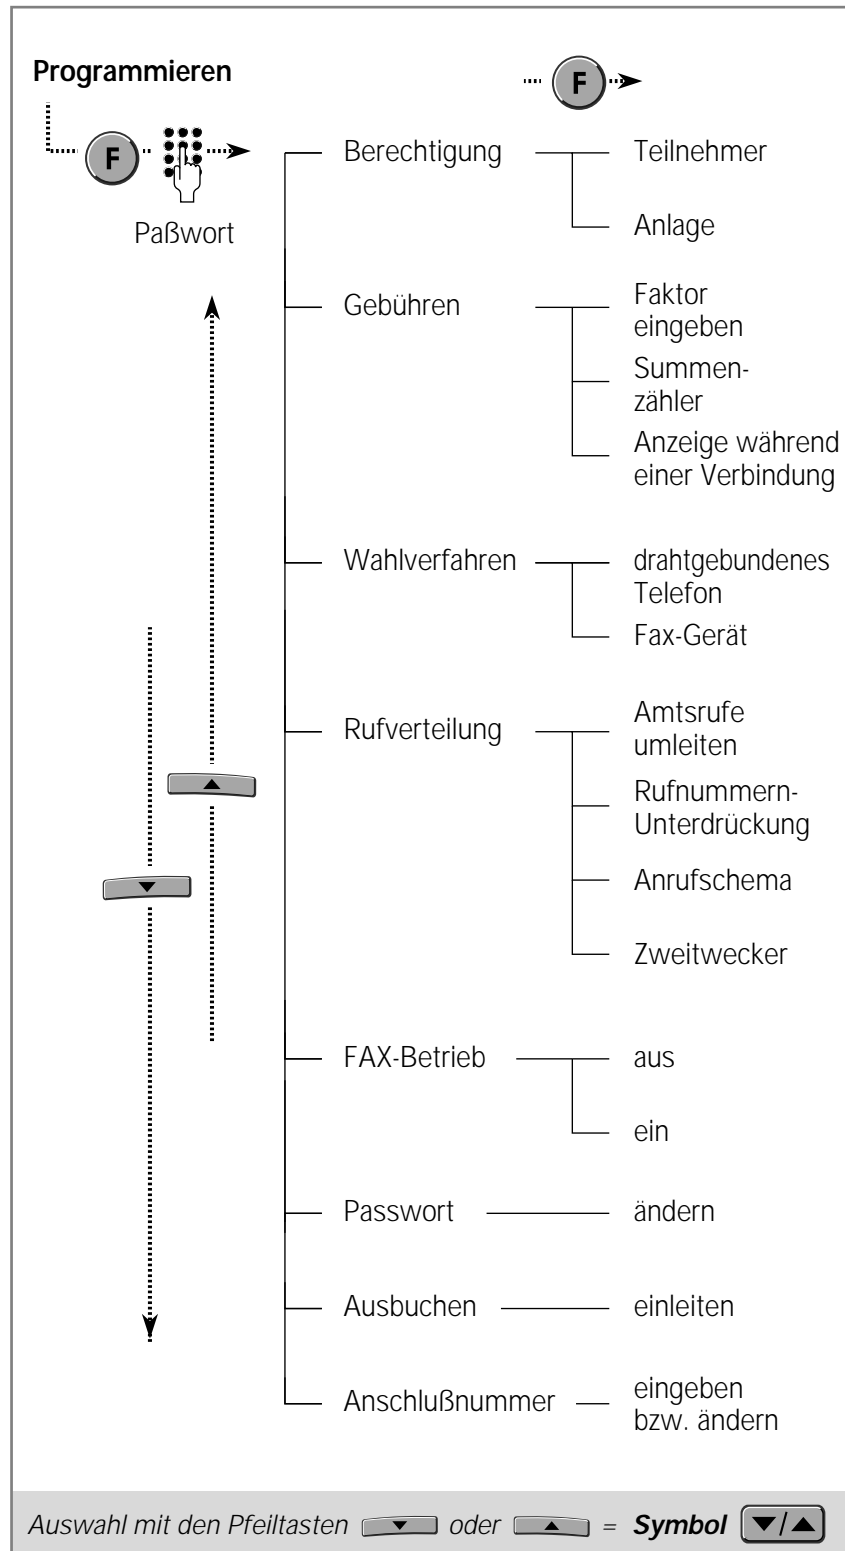 Programmieren
F
F
Paßwort
Berechtigung
Teilnehmer
Anlage
Gebühren
Faktor
eingeben
Summen-
zähler
Anzeige während
einer Verbindung
Wahlverfahren
drahtgebundenes
Telefon
Fax-Gerät
Rufverteilung
Amtsrufe
umleiten
Rufnummern-
Unterdrückung
Anrufschema
Zweitwecker
FAX-Betrieb
aus
ein
Passwort
ändern
Ausbuchen
einleiten
Anschlußnummer
eingeben
bzw. ändern
Auswahl mit den Pfeiltasten ▼ oder ▲ = Symbol ▼/▲